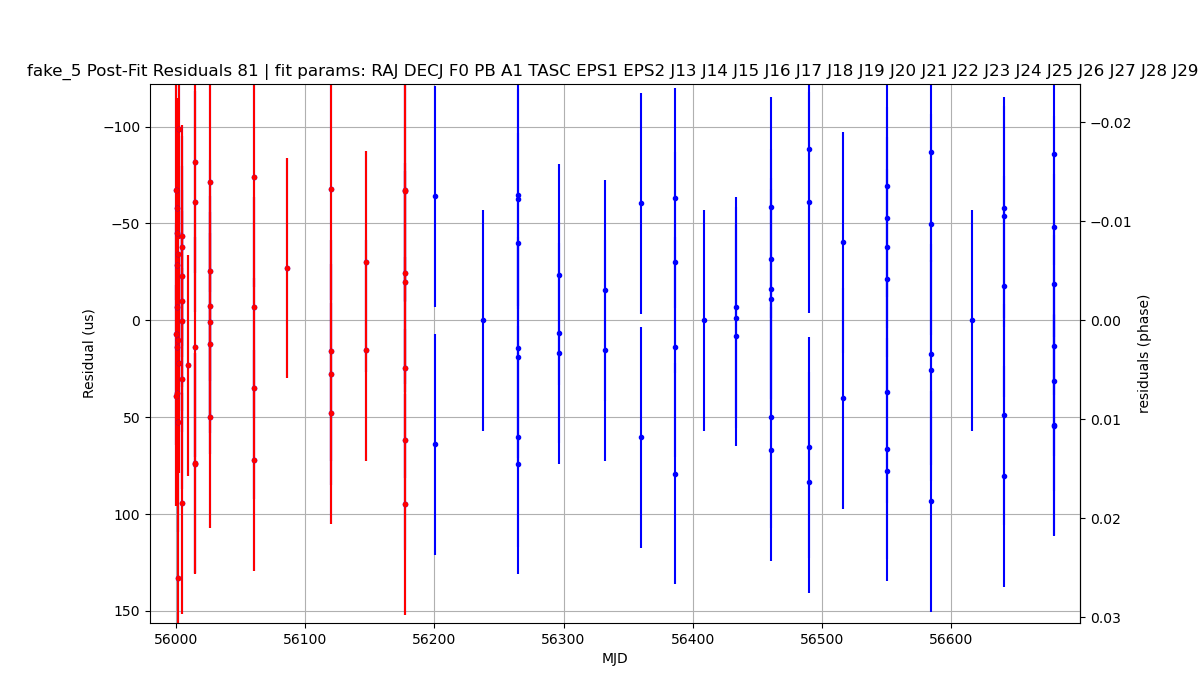 fake_5 Post-Fit Residuals 81 | fit params: RAJ DECJ F0 PB A1 TASC EPS1 EPS2 J13 J14 J15 J16 J17 J18 J19 J20 J21 J22 J23 J24 J25 J26 J27 J28 J29
−100
−50
0
50
100
150
Residual (us)
−0.02
−0.01
0.00
0.01
0.02
0.03
residuals (phase)
56000 56100 56200 56300 56400 56500 56600
MJD